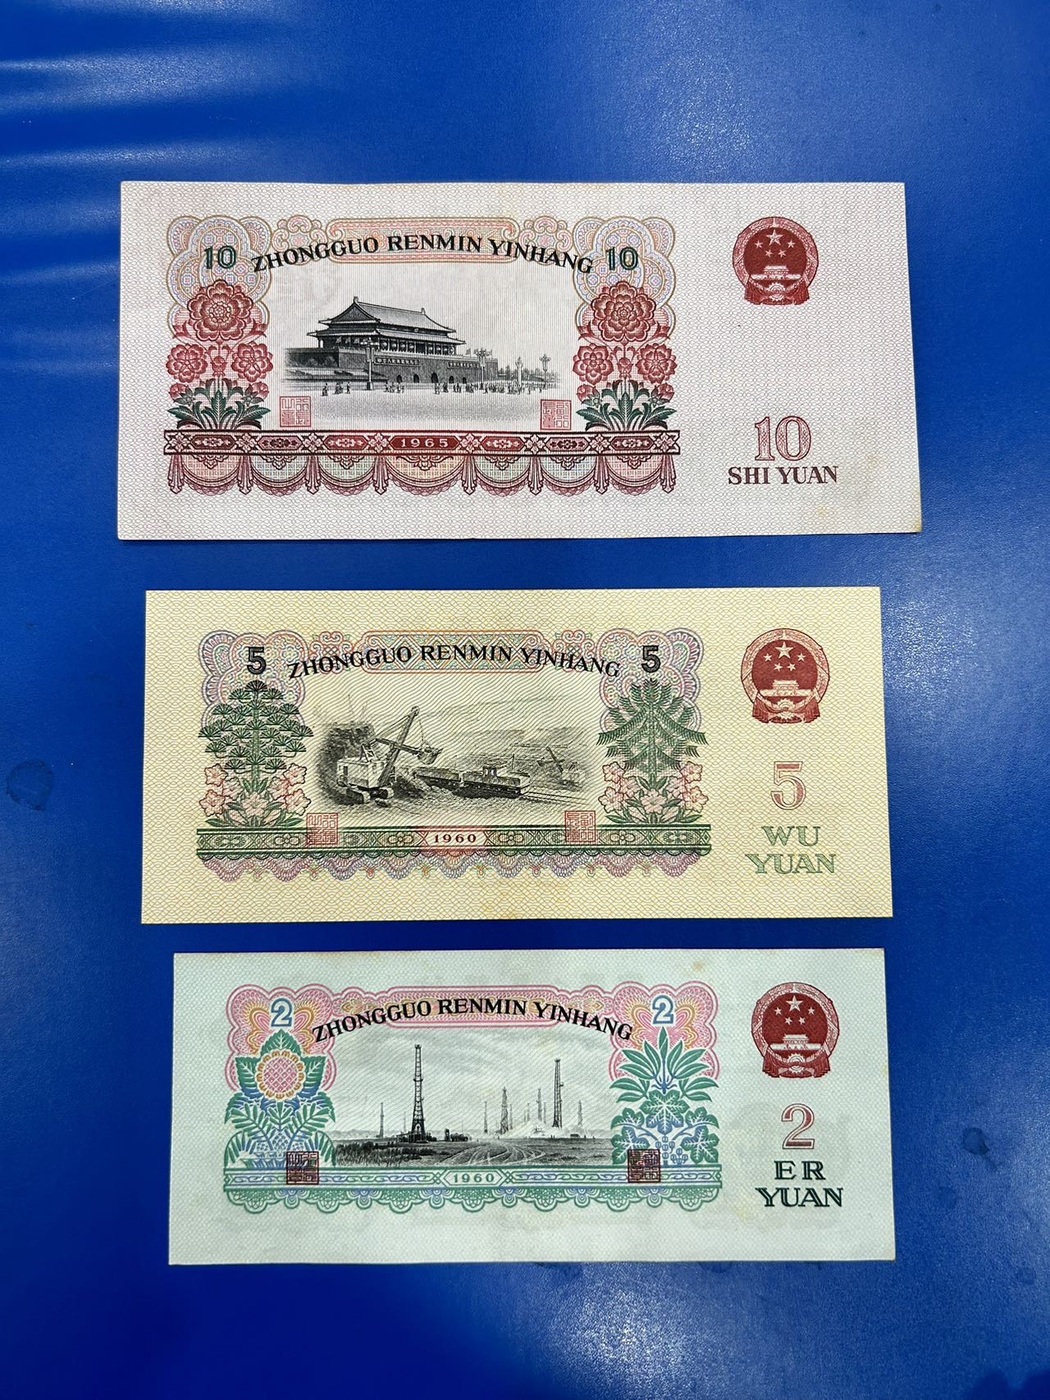 10 ZHONGGUO RENMIN YINHANG 10
1965
10
SHI YUAN
5 ZHONGGUO RENMIN YINHANG 5
1960
5
WU
YUAN
2 ZHONGGUO RENMIN YINHANG 2
1960
2
ER
YUAN